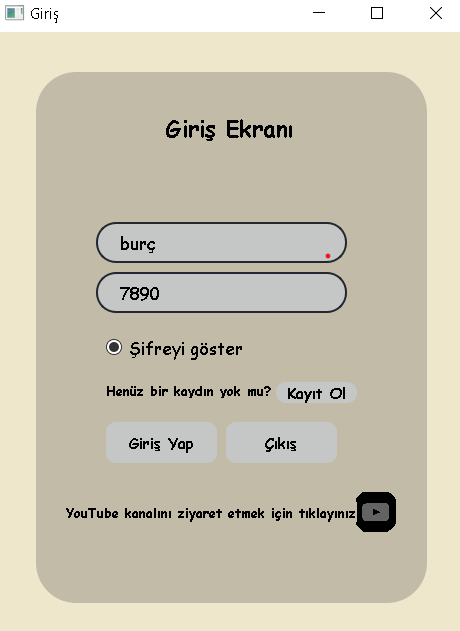 Giriş
Giriş Ekranı
burç
7890
Şifreyi göster
Henüz bir kaydın yok mu? Kayıt Ol
Giriş Yap Çıkış
YouTube kanalını ziyaret etmek için tıklayınız